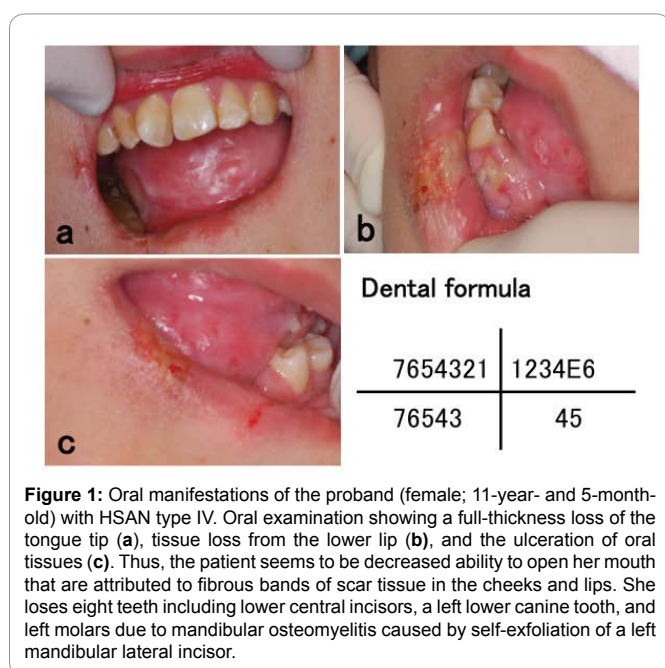 a
b
c
Dental formula
7654321 1234E6
76543 45
Figure 1: Oral manifestations of the proband (female; 11-year- and 5-month-
old) with HSAN type IV. Oral examination showing a full-thickness loss of the
tongue tip (a), tissue loss from the lower lip (b), and the ulceration of oral
tissues (c). Thus, the patient seems to be decreased ability to open her mouth
that are attributed to fibrous bands of scar tissue in the cheeks and lips. She
loses eight teeth including lower central incisors, a left lower canine tooth, and
left molars due to mandibular osteomyelitis caused by self-exfoliation of a left
mandibular lateral incisor.